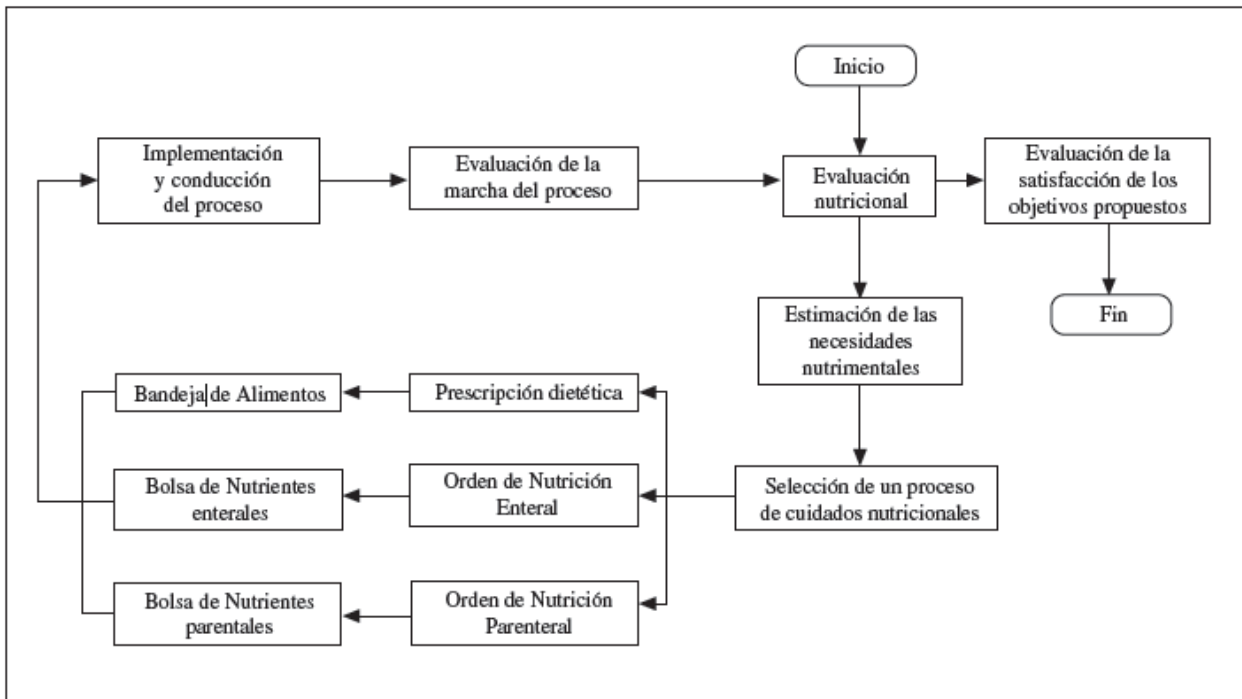 Inicio
Implementación
y conducción
del proceso
Evaluación de la
marcha del proceso
Evaluación
nutricional
Evaluación de la
satisfacción de los
objetivos propuestos
Estimación de las
necesidades
nutrimentales
Fin
Bandeja de Alimentos
Prescripción dietética
Bolsa de Nutrientes
enterales
Orden de Nutrición
Enteral
Selección de un proceso
de cuidados nutricionales
Bolsa de Nutrientes
parentales
Orden de Nutrición
Parenteral